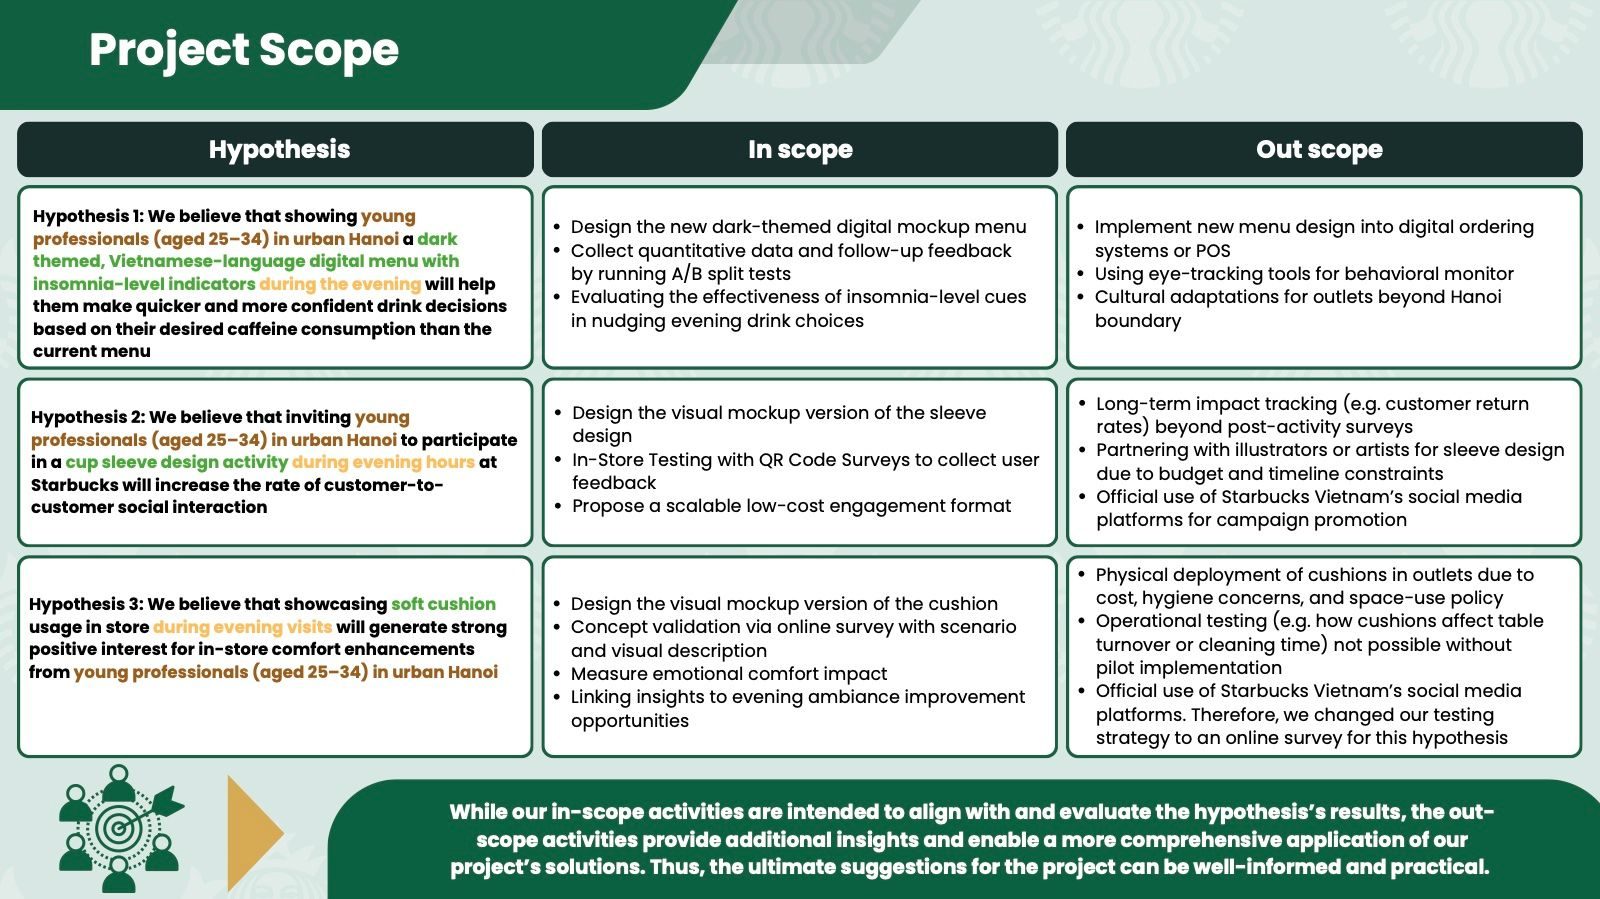 Project Scope
Hypothesis
In scope
Out scope
Hypothesis 1: We believe that showing young
professionals (aged 25–34) in urban Hanoi a dark
themed, Vietnamese-language digital menu with
insomnia-level indicators during the evening will help
them make quicker and more confident drink decisions
based on their desired caffeine consumption than the
current menu
• Design the new dark-themed digital mockup menu
• Collect quantitative data and follow-up feedback
by running A/B split tests
• Evaluating the effectiveness of insomnia-level cues
in nudging evening drink choices
• Implement new menu design into digital ordering
systems or POS
• Using eye-tracking tools for behavioral monitor
• Cultural adaptations for outlets beyond Hanoi
boundary
Hypothesis 2: We believe that inviting young
professionals (aged 25–34) in urban Hanoi to participate
in a cup sleeve design activity during evening hours at
Starbucks will increase the rate of customer-to-
customer social interaction
• Design the visual mockup version of the sleeve
design
• In-Store Testing with QR Code Surveys to collect user
feedback
• Propose a scalable low-cost engagement format
• Long-term impact tracking (e.g. customer return
rates) beyond post-activity surveys
• Partnering with illustrators or artists for sleeve design
due to budget and timeline constraints
• Official use of Starbucks Vietnam's social media
platforms for campaign promotion
Hypothesis 3: We believe that showcasing soft cushion
usage in store during evening visits will generate strong
positive interest for in-store comfort enhancements
from young professionals (aged 25–34) in urban Hanoi
• Design the visual mockup version of the cushion
• Concept validation via online survey with scenario
and visual description
• Measure emotional comfort impact
• Linking insights to evening ambiance improvement
opportunities
• Physical deployment of cushions in outlets due to
cost, hygiene concerns, and space-use policy
• Operational testing (e.g. how cushions affect table
turnover or cleaning time) not possible without
pilot implementation
• Official use of Starbucks Vietnam's social media
platforms. Therefore, we changed our testing
strategy to an online survey for this hypothesis
While our in-scope activities are intended to align with and evaluate the hypothesis's results, the out-
scope activities provide additional insights and enable a more comprehensive application of our
project's solutions. Thus, the ultimate suggestions for the project can be well-informed and practical.